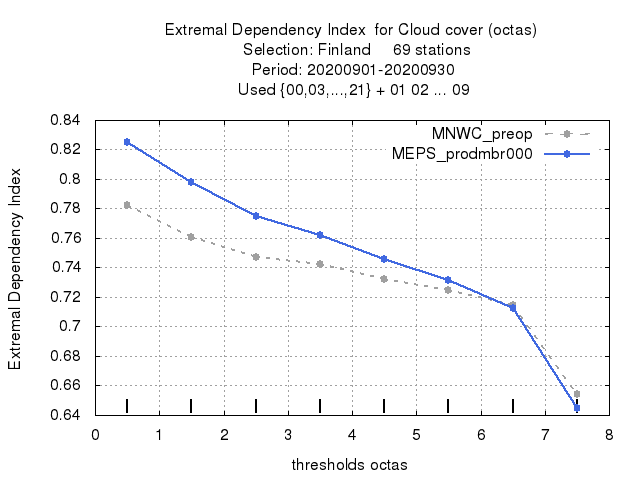 Extremal Dependency Index  for Cloud cover (octas)
Selection: Finland     69 stations
Period: 20200901-20200930
Used {00,03,...,21} + 01 02 ... 09
MNWC_preop
MEPS_prodmbr000
Extremal Dependency Index
0.84
0.82
0.8
0.78
0.76
0.74
0.72
0.7
0.68
0.66
0.64
0 1 2 3 4 5 6 7 8
thresholds octas